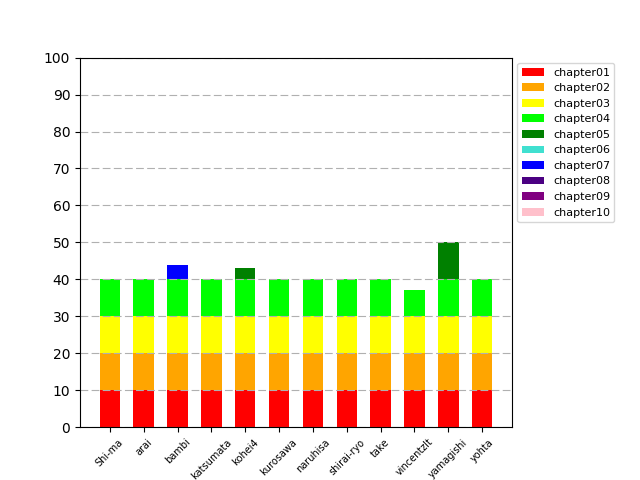 100
90
80
70
60
50
40
30
20
10
0
Shi-ma
arai
bambi
katsumata
kohei4
kurosawa
naruhisa
shirai-ryo
take
vincentzlt
yamagishi
yohta
chapter01
chapter02
chapter03
chapter04
chapter05
chapter06
chapter07
chapter08
chapter09
chapter10